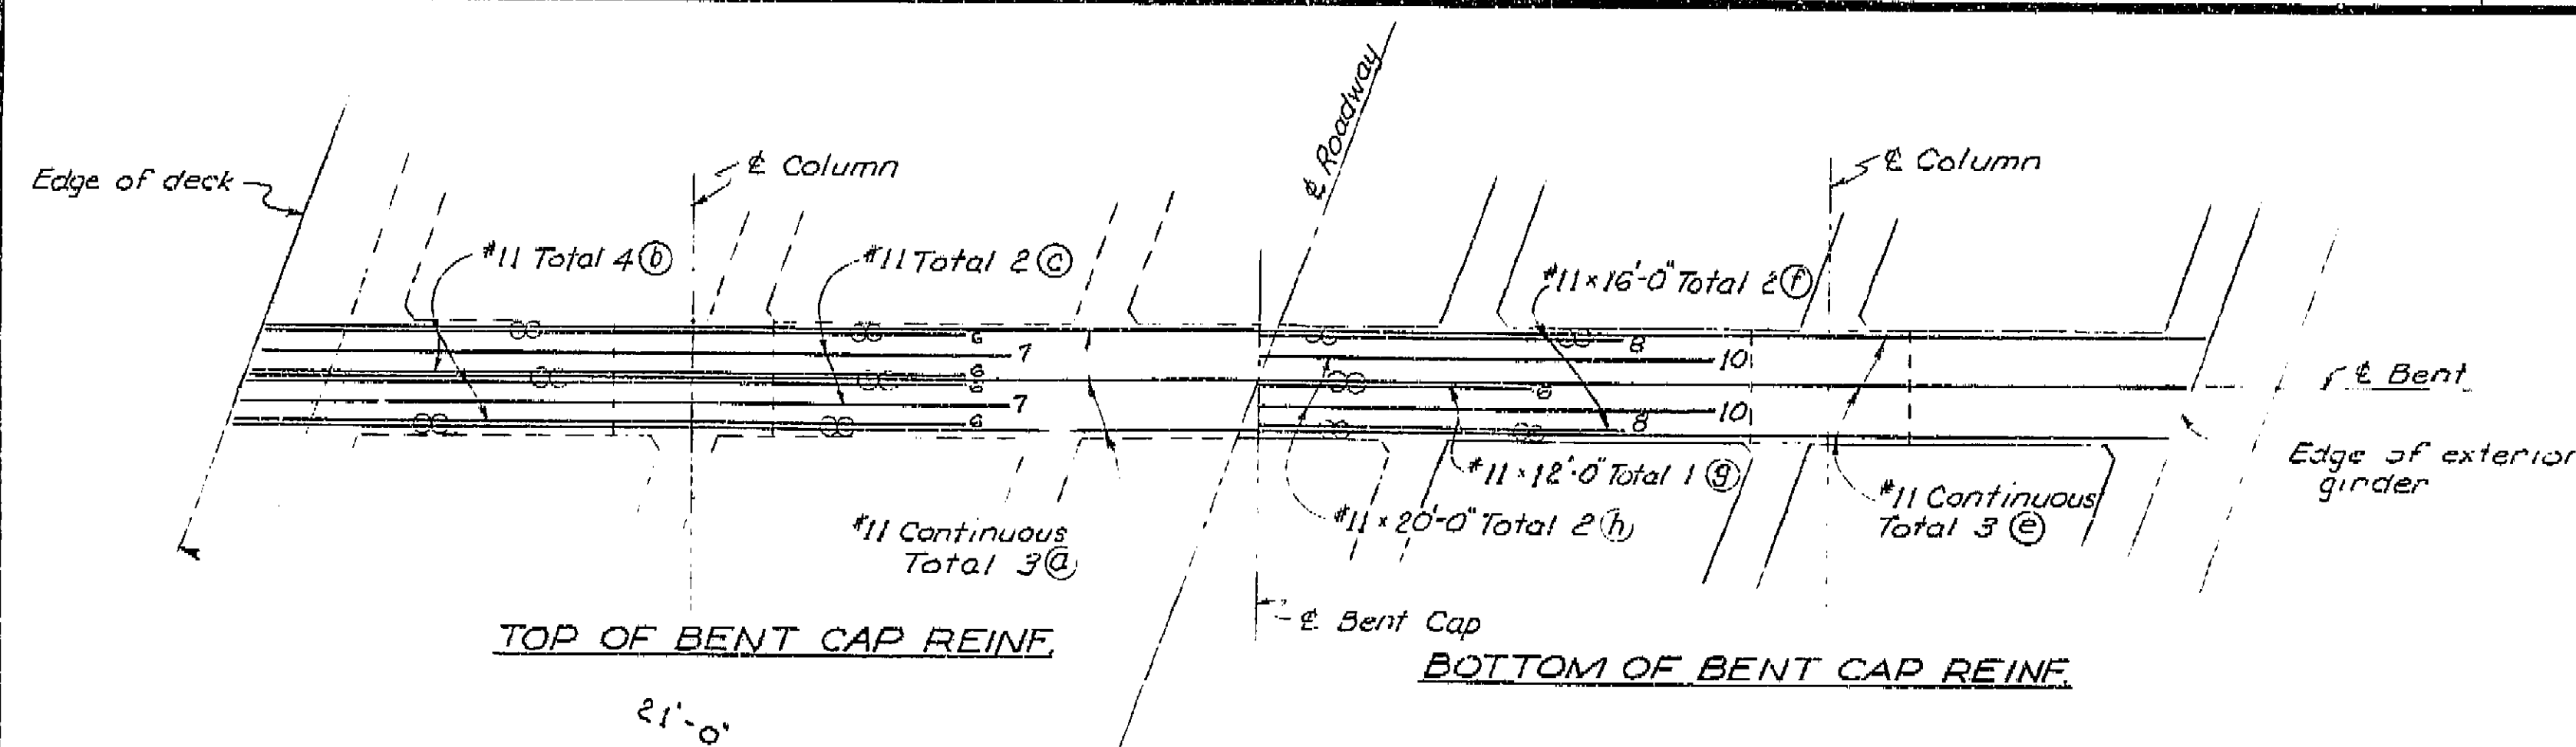 ℄ Roadway
Edge of deck
℄ Column
℄ Column
#11 Total 4 ⓑ
#11 Total 2 ⓒ
#11 × 16'-0" Total 2 ⓕ
6
7
6
6
7
6
8
10
6
10
8
℄ Bent
Edge of exterior
girder
#11 Continuous
Total 3 ⓐ
#11 × 12'-0" Total 1 ⓖ
#11 × 20'-0" Total 2 ⓗ
#11 Continuous
Total 3 ⓔ
℄ Bent Cap
TOP OF BENT CAP REINF.
BOTTOM OF BENT CAP REINF.
21'-0"